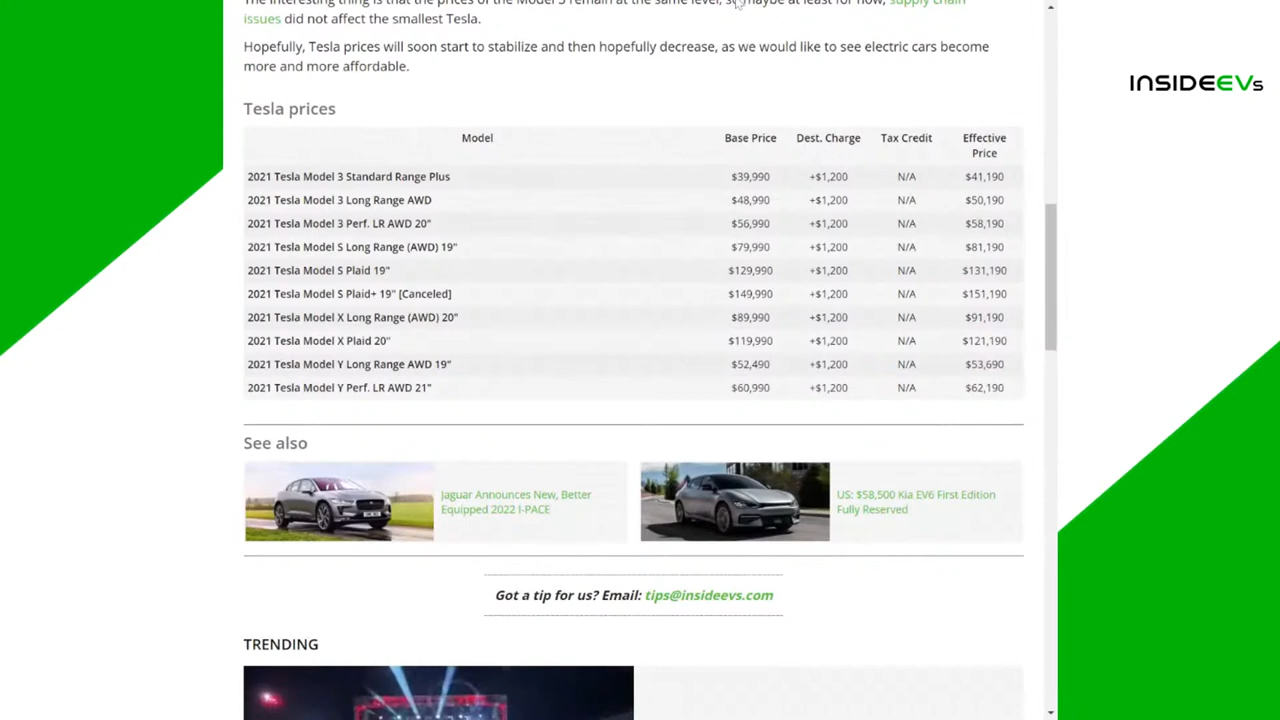 The interesting thing is that the prices of the Model 3 remain at the same level, so maybe at least for now, supply chain
issues did not affect the smallest Tesla.
Hopefully, Tesla prices will soon start to stabilize and then hopefully decrease, as we would like to see electric cars become
more and more affordable.
INSIDEEVs
Tesla prices
Model Base Price Dest. Charge Tax Credit Effective
Price
2021 Tesla Model 3 Standard Range Plus $39,990 +$1,200 N/A $41,190
2021 Tesla Model 3 Long Range AWD $48,990 +$1,200 N/A $50,190
2021 Tesla Model 3 Perf. LR AWD 20" $56,990 +$1,200 N/A $58,190
2021 Tesla Model S Long Range (AWD) 19" $79,990 +$1,200 N/A $81,190
2021 Tesla Model S Plaid 19" $129,990 +$1,200 N/A $131,190
2021 Tesla Model S Plaid+ 19" [Canceled] $149,990 +$1,200 N/A $151,190
2021 Tesla Model X Long Range (AWD) 20" $89,990 +$1,200 N/A $91,190
2021 Tesla Model X Plaid 20" $119,990 +$1,200 N/A $121,190
2021 Tesla Model Y Long Range AWD 19" $52,490 +$1,200 N/A $53,690
2021 Tesla Model Y Perf. LR AWD 21" $60,990 +$1,200 N/A $62,190
See also
Jaguar Announces New, Better
Equipped 2022 I-PACE
US: $58,500 Kia EV6 First Edition
Fully Reserved
Got a tip for us? Email: tips@insideevs.com
TRENDING